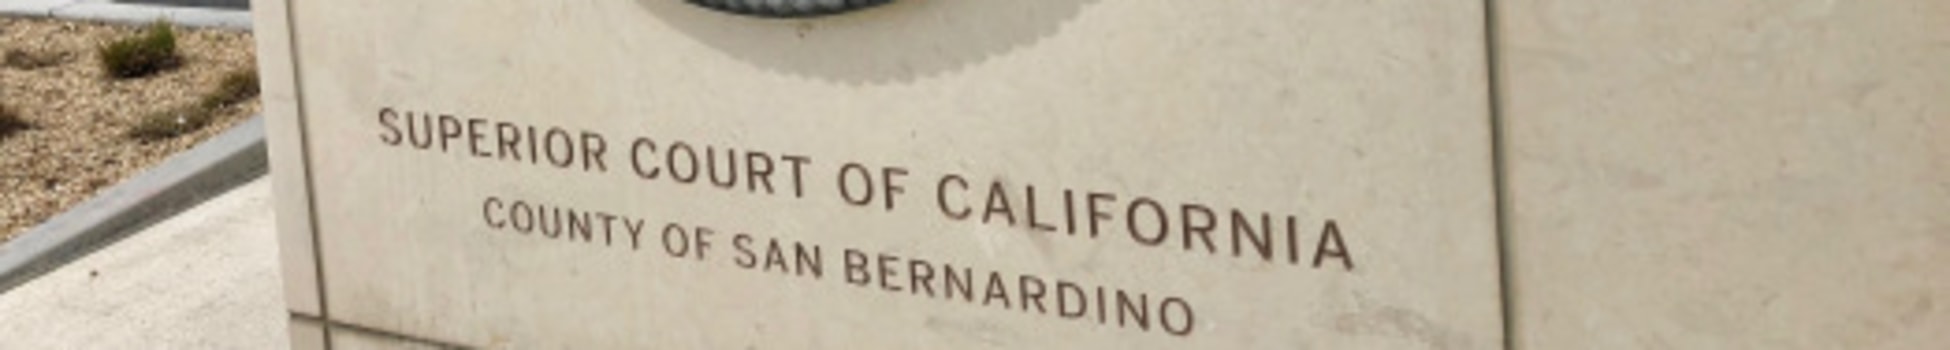 SUPERIOR COURT OF CALIFORNIA
COUNTY OF SAN BERNARDINO